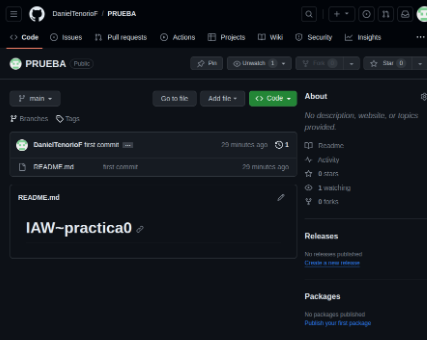 DanielTenorioF / PRUEBA
Code Issues Pull requests Actions Projects Wiki Security Insights
PRUEBA Public Pin Unwatch 1 Fork 0 Star 0
main Go to file Add file Code
Branches Tags
DanielTenorioF first commit 29 minutes ago 1
README.md first commit 29 minutes ago
README.md
IAW~practica0
About
No description, website, or topics
provided.
Readme
Activity
0 stars
1 watching
0 forks
Releases
No releases published
Create a new release
Packages
No packages published
Publish your first package